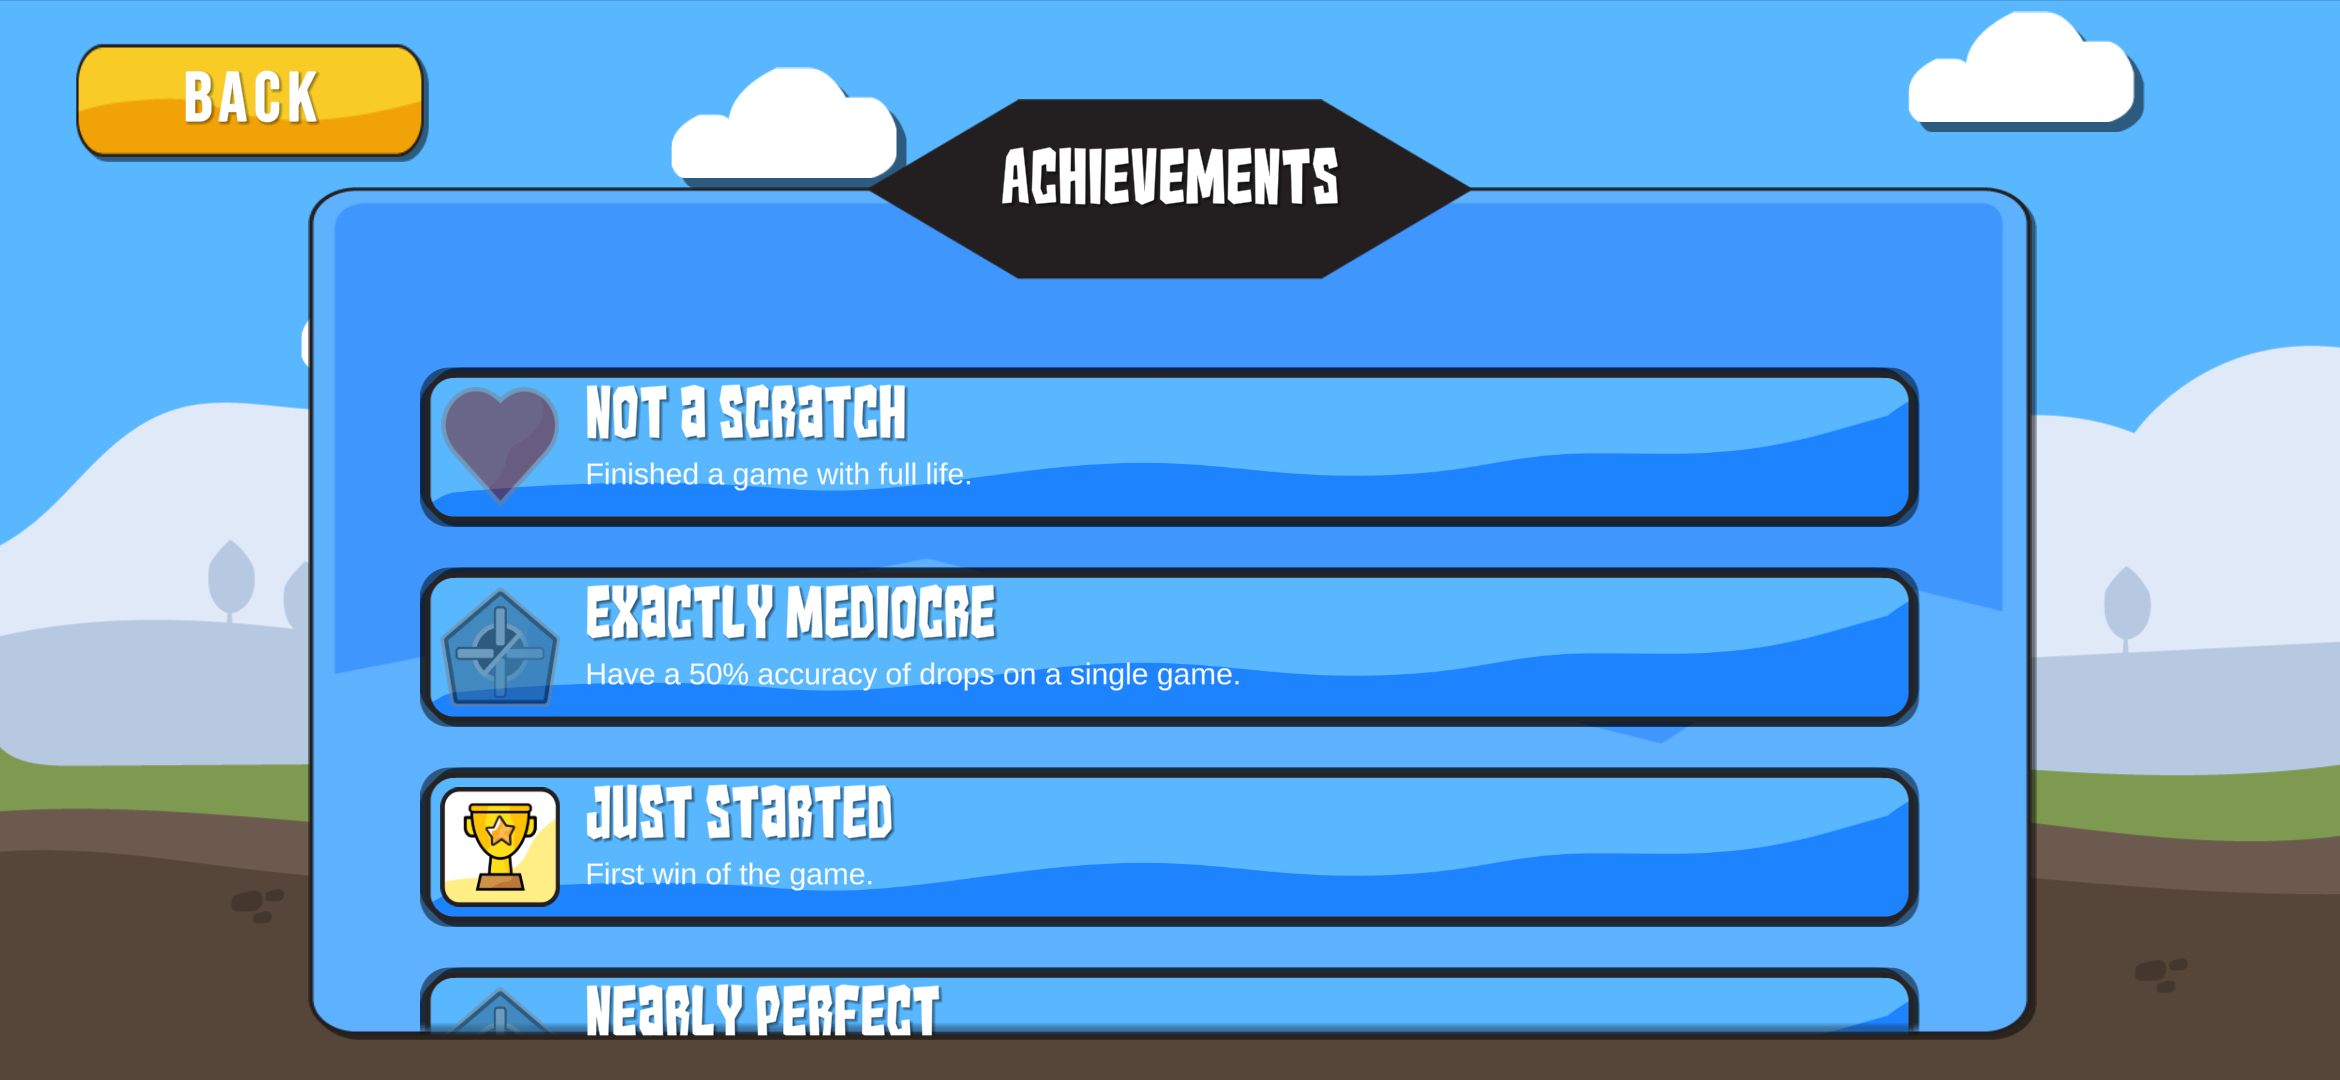 BACK
ACHIEVEMENTS
NOT a SCRaTCH
Finished a game with full life.
EXaCTLY MEDIOCRE
Have a 50% accuracy of drops on a single game.
JUST STaRTED
First win of the game.
NEaRLY PERFECT